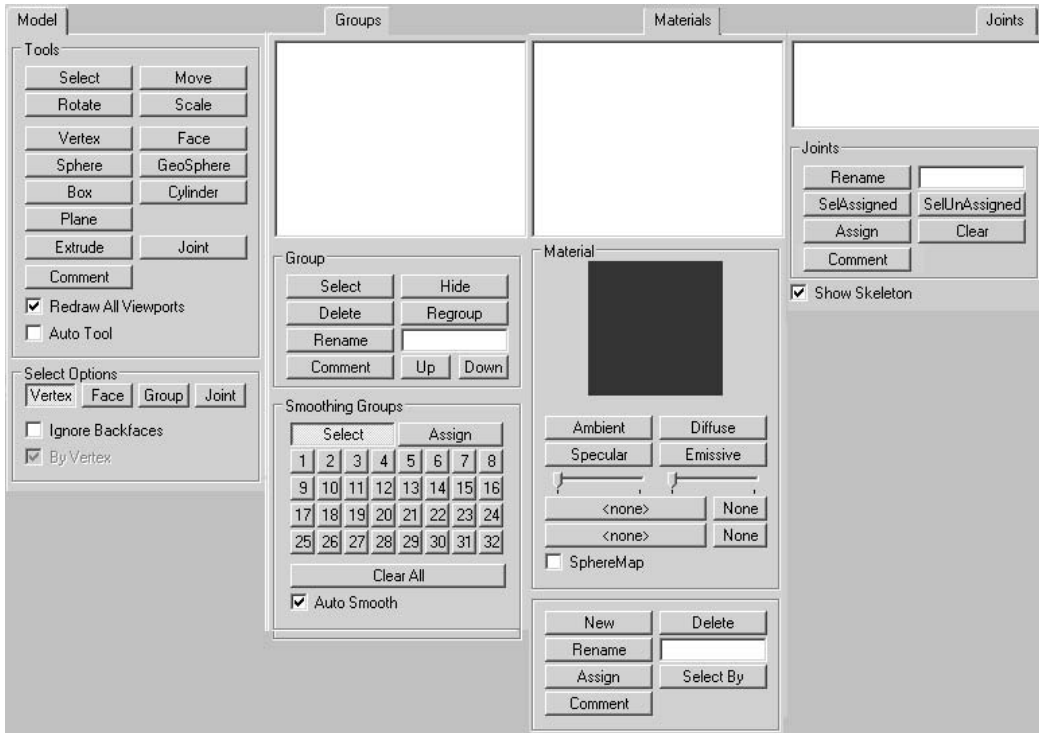 Model
Tools
Select Move
Rotate Scale
Vertex Face
Sphere GeoSphere
Box Cylinder
Plane
Extrude Joint
Comment
Redraw All Viewports
Auto Tool
Select Options
Vertex Face Group Joint
Ignore Backfaces
By Vertex
Groups
Group
Select Hide
Delete Regroup
Rename
Comment Up Down
Smoothing Groups
Select Assign
1 2 3 4 5 6 7 8
9 10 11 12 13 14 15 16
17 18 19 20 21 22 23 24
25 26 27 28 29 30 31 32
Clear All
Auto Smooth
Materials
Material
Ambient Diffuse
Specular Emissive
<none> None
<none> None
SphereMap
New Delete
Rename
Assign Select By
Comment
Joints
Joints
Rename
SelAssigned SelUnAssigned
Assign Clear
Comment
Show Skeleton